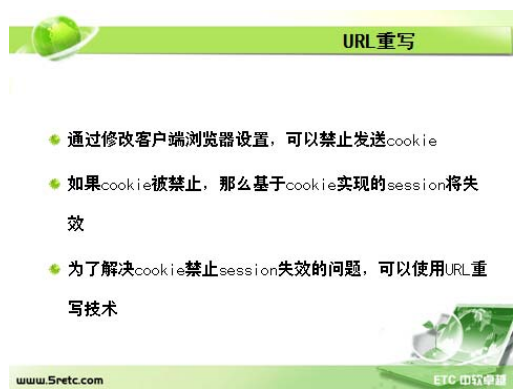 URL重写
通过修改客户端浏览器设置，可以禁止发送cookie
如果cookie被禁止，那么基于cookie实现的session将失
效
为了解决cookie禁止session失效的问题，可以使用URL重
写技术
www.5retc.com
ETC 中软卓越